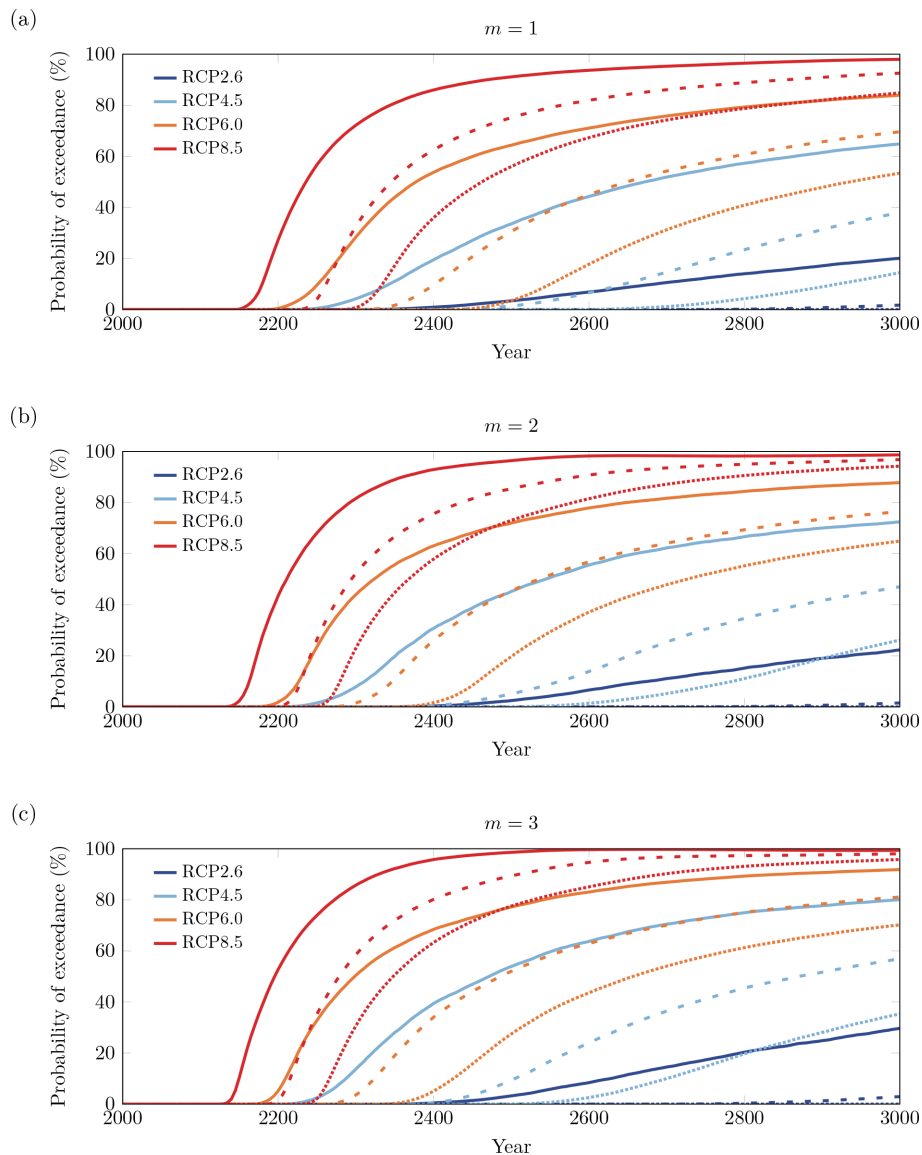 (a)
m = 1
Probability of exceedance (%)
100
80
60
40
20
0
RCP2.6
RCP4.5
RCP6.0
RCP8.5
2000 2200 2400 2600 2800 3000
Year
(b)
m = 2
Probability of exceedance (%)
100
80
60
40
20
0
RCP2.6
RCP4.5
RCP6.0
RCP8.5
2000 2200 2400 2600 2800 3000
Year
(c)
m = 3
Probability of exceedance (%)
100
80
60
40
20
0
RCP2.6
RCP4.5
RCP6.0
RCP8.5
2000 2200 2400 2600 2800 3000
Year